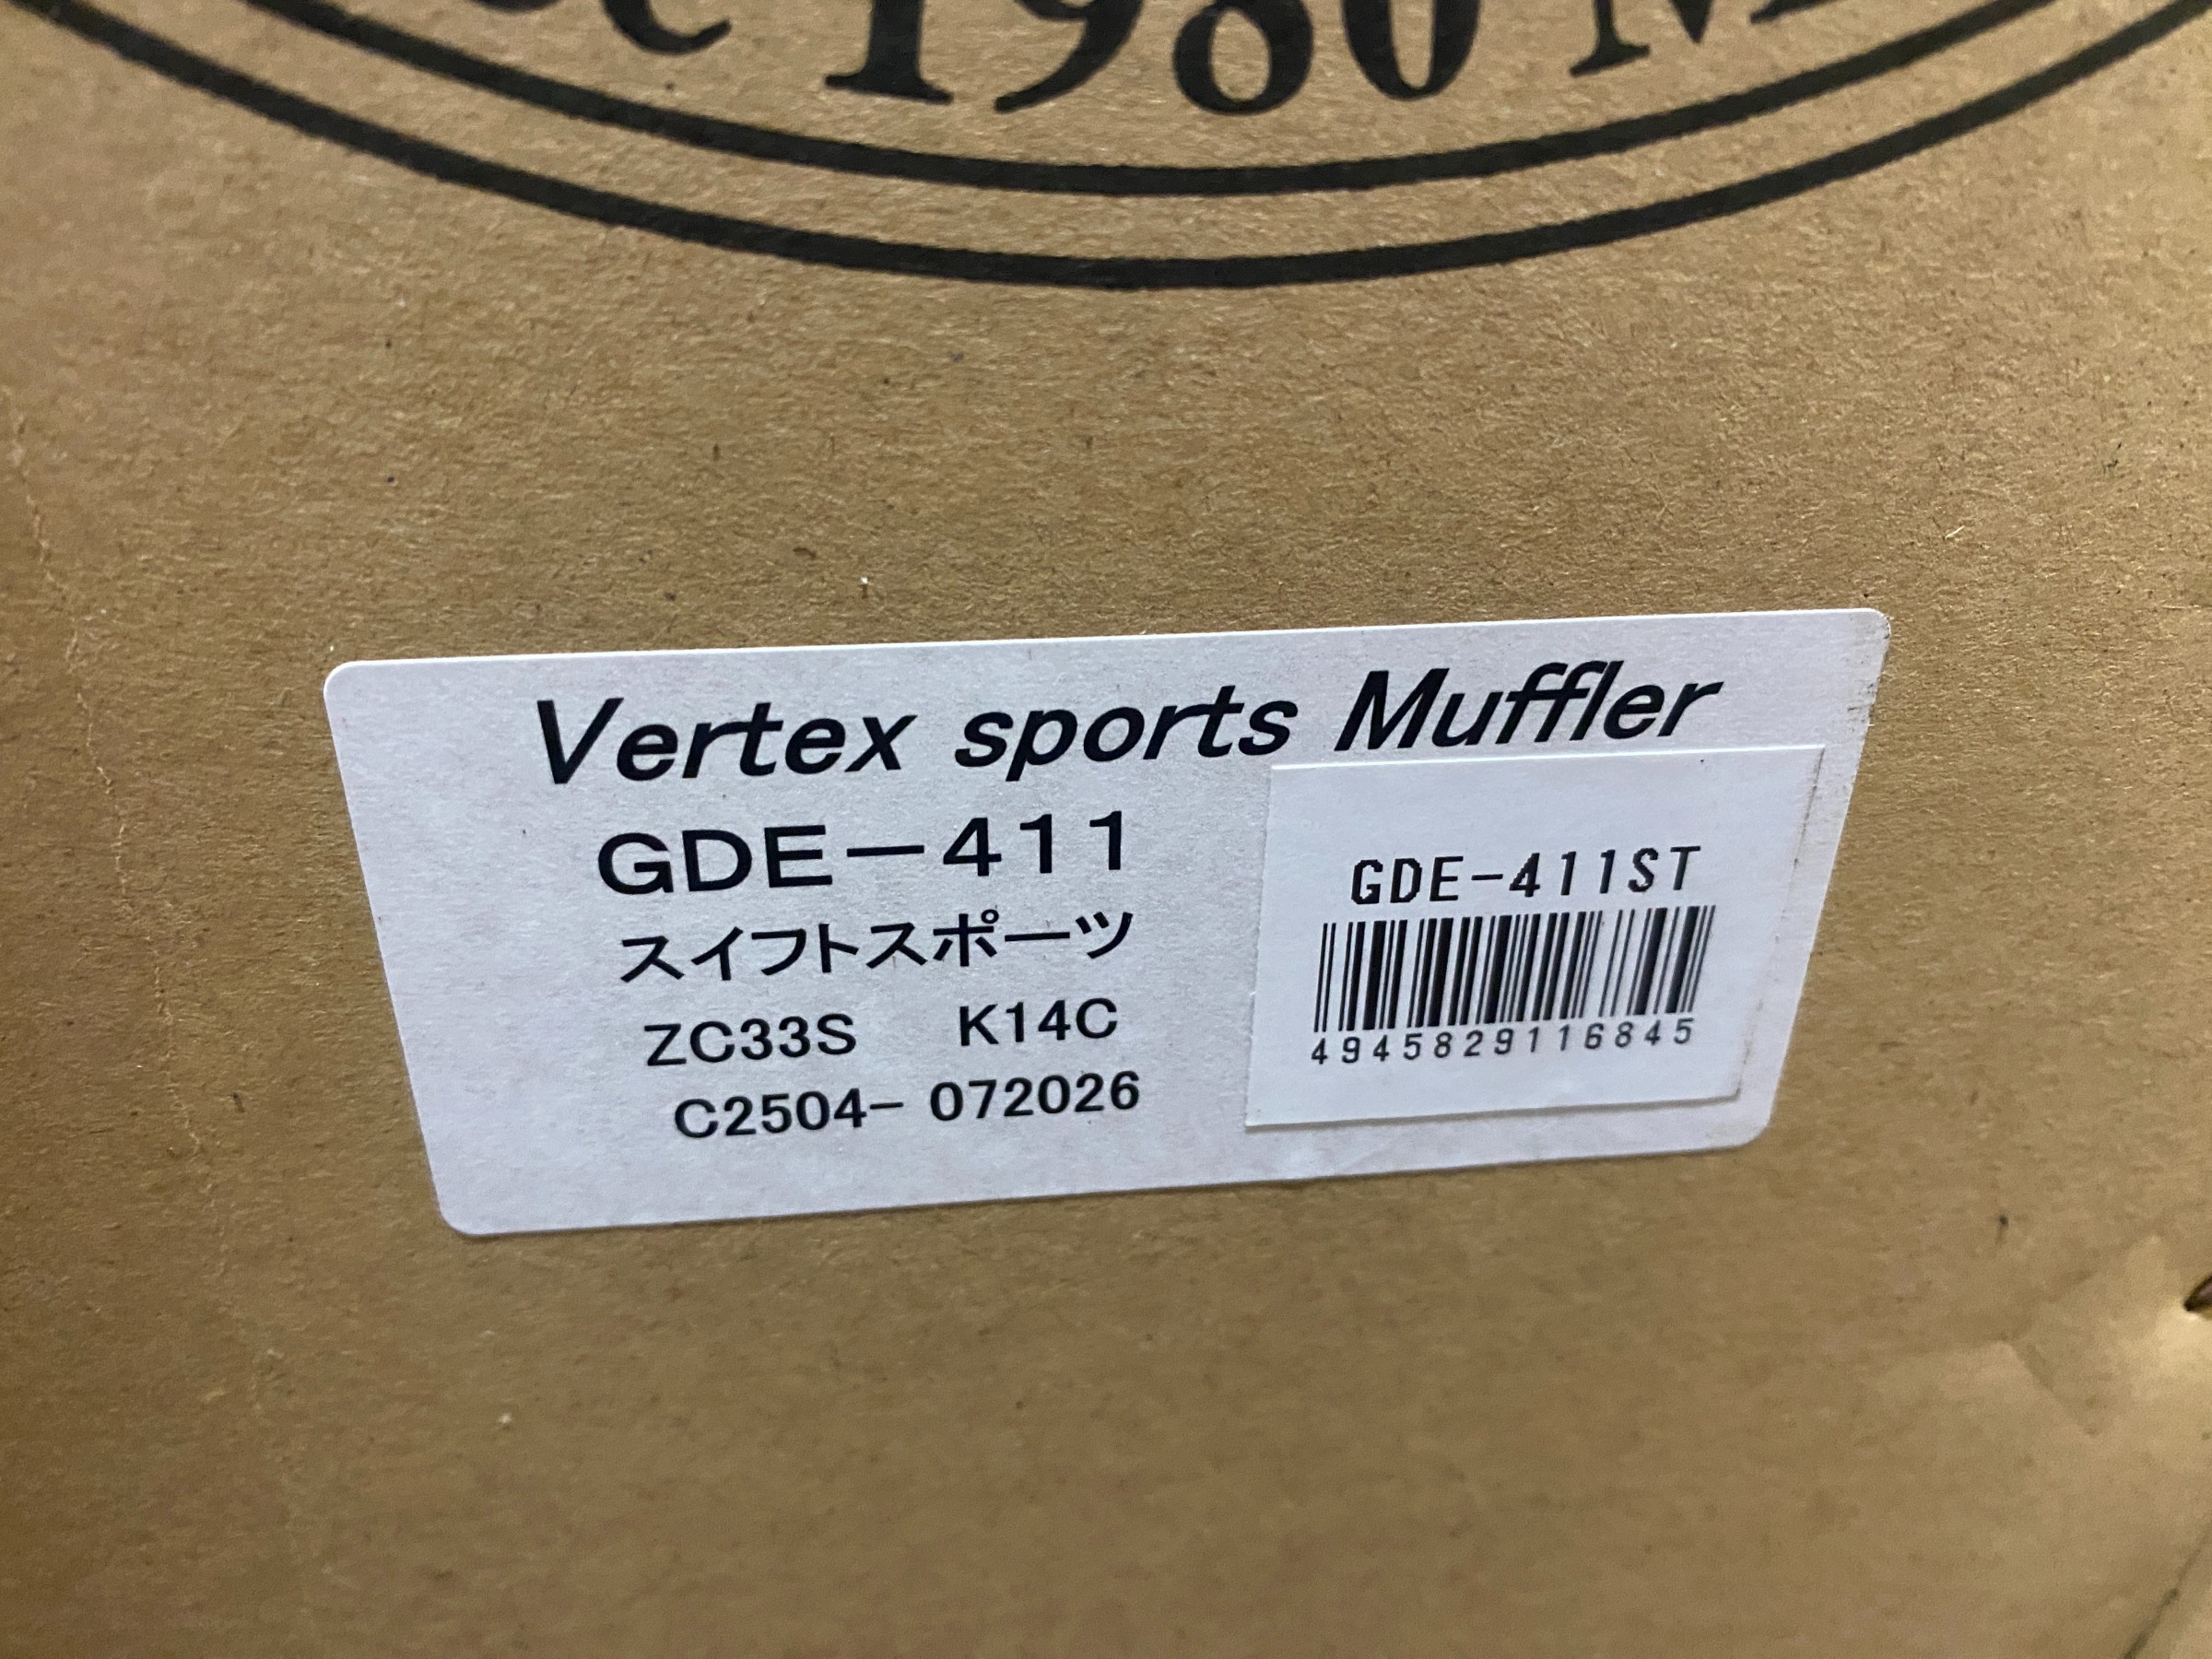 1980
Vertex sports Muffler
GDE－411
スイフトスポーツ
ZC33S K14C
C2504- 072026
GDE-411ST
4945829116845